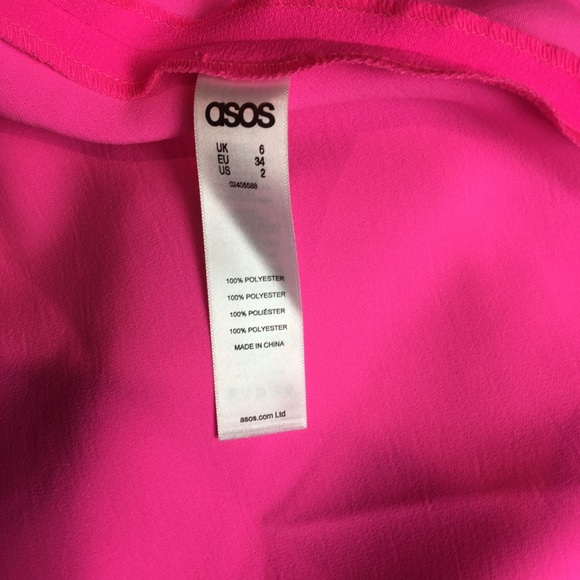 asos
UK 6
EU 34
US 2
02405588
100% POLYESTER
100% POLYESTER
100% POLIÉSTER
100% POLYESTER
MADE IN CHINA
asos.com Ltd